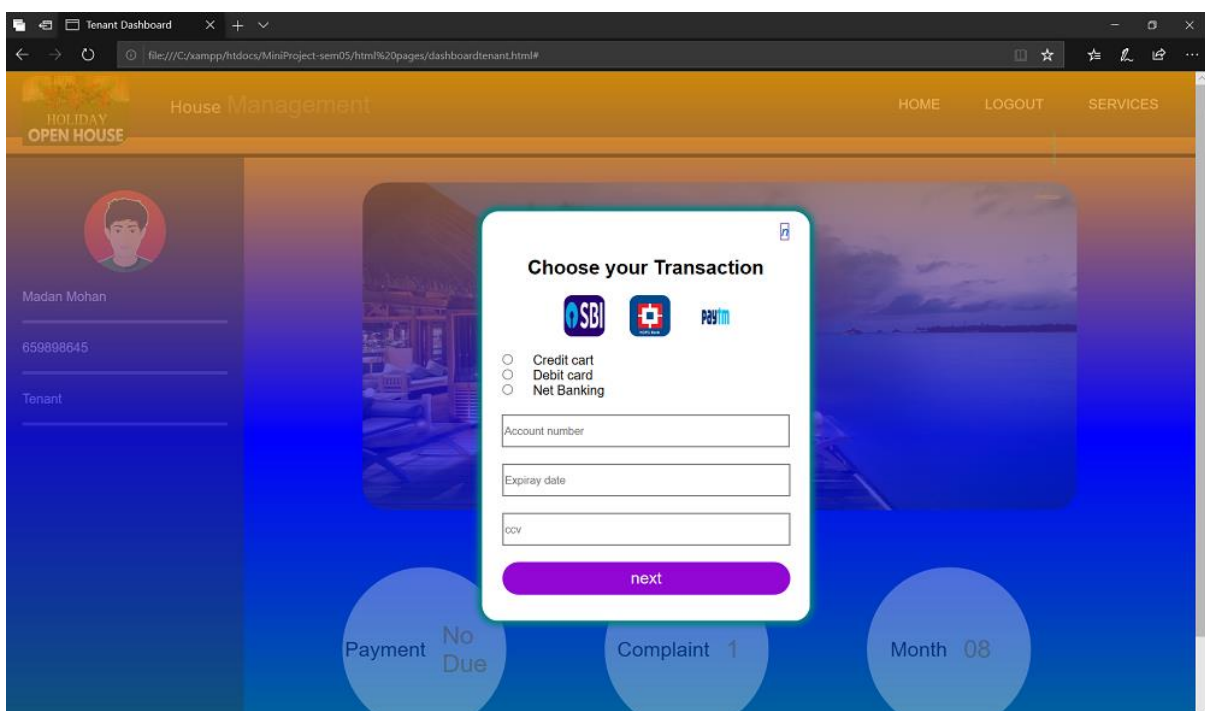 Tenant Dashboard
file:///C:/xampp/htdocs/MiniProject-sem05/html%20pages/dashboardtenant.html#
HOLIDAY
OPEN HOUSE
House Management
HOME LOGOUT SERVICES
Madan Mohan
659898645
Tenant
n
Choose your Transaction
SBI
HDFC Bank
Paytm
Credit cart
Debit card
Net Banking
Account number
Expiray date
ccv
next
Payment No Due
Complaint 1
Month 08